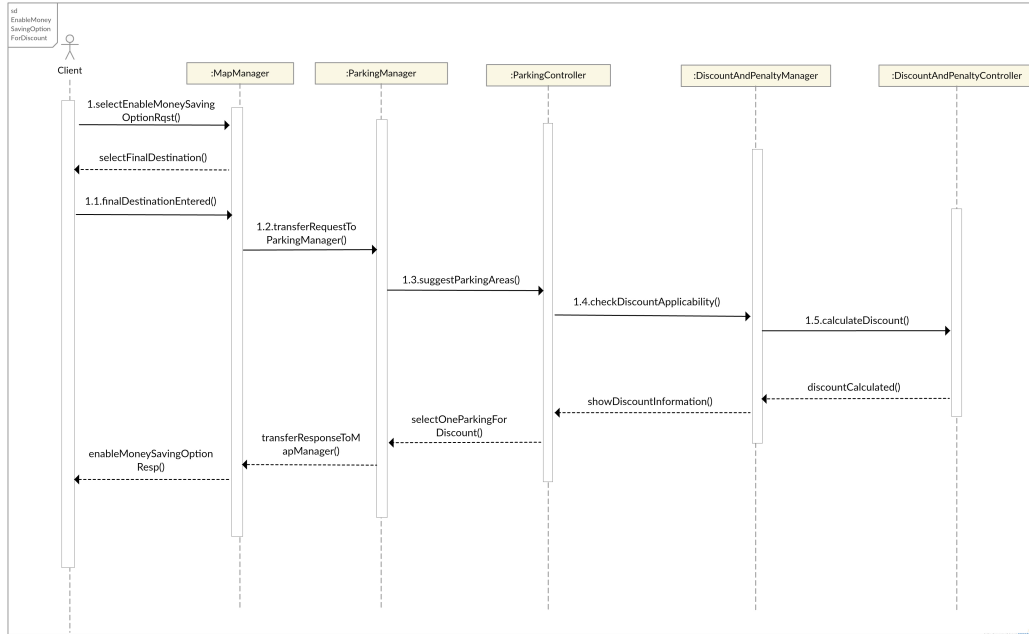 sd
EnableMoney
SavingOption
ForDiscount
Client
:MapManager
:ParkingManager
:ParkingController
:DiscountAndPenaltyManager
:DiscountAndPenaltyController
1.selectEnableMoneySaving
OptionRqst()
selectFinalDestination()
1.1.finalDestinationEntered()
1.2.transferRequestTo
ParkingManager()
1.3.suggestParkingAreas()
1.4.checkDiscountApplicability()
1.5.calculateDiscount()
discountCalculated()
showDiscountInformation()
selectOneParkingFor
Discount()
transferResponseToM
apManager()
enableMoneySavingOption
Resp()